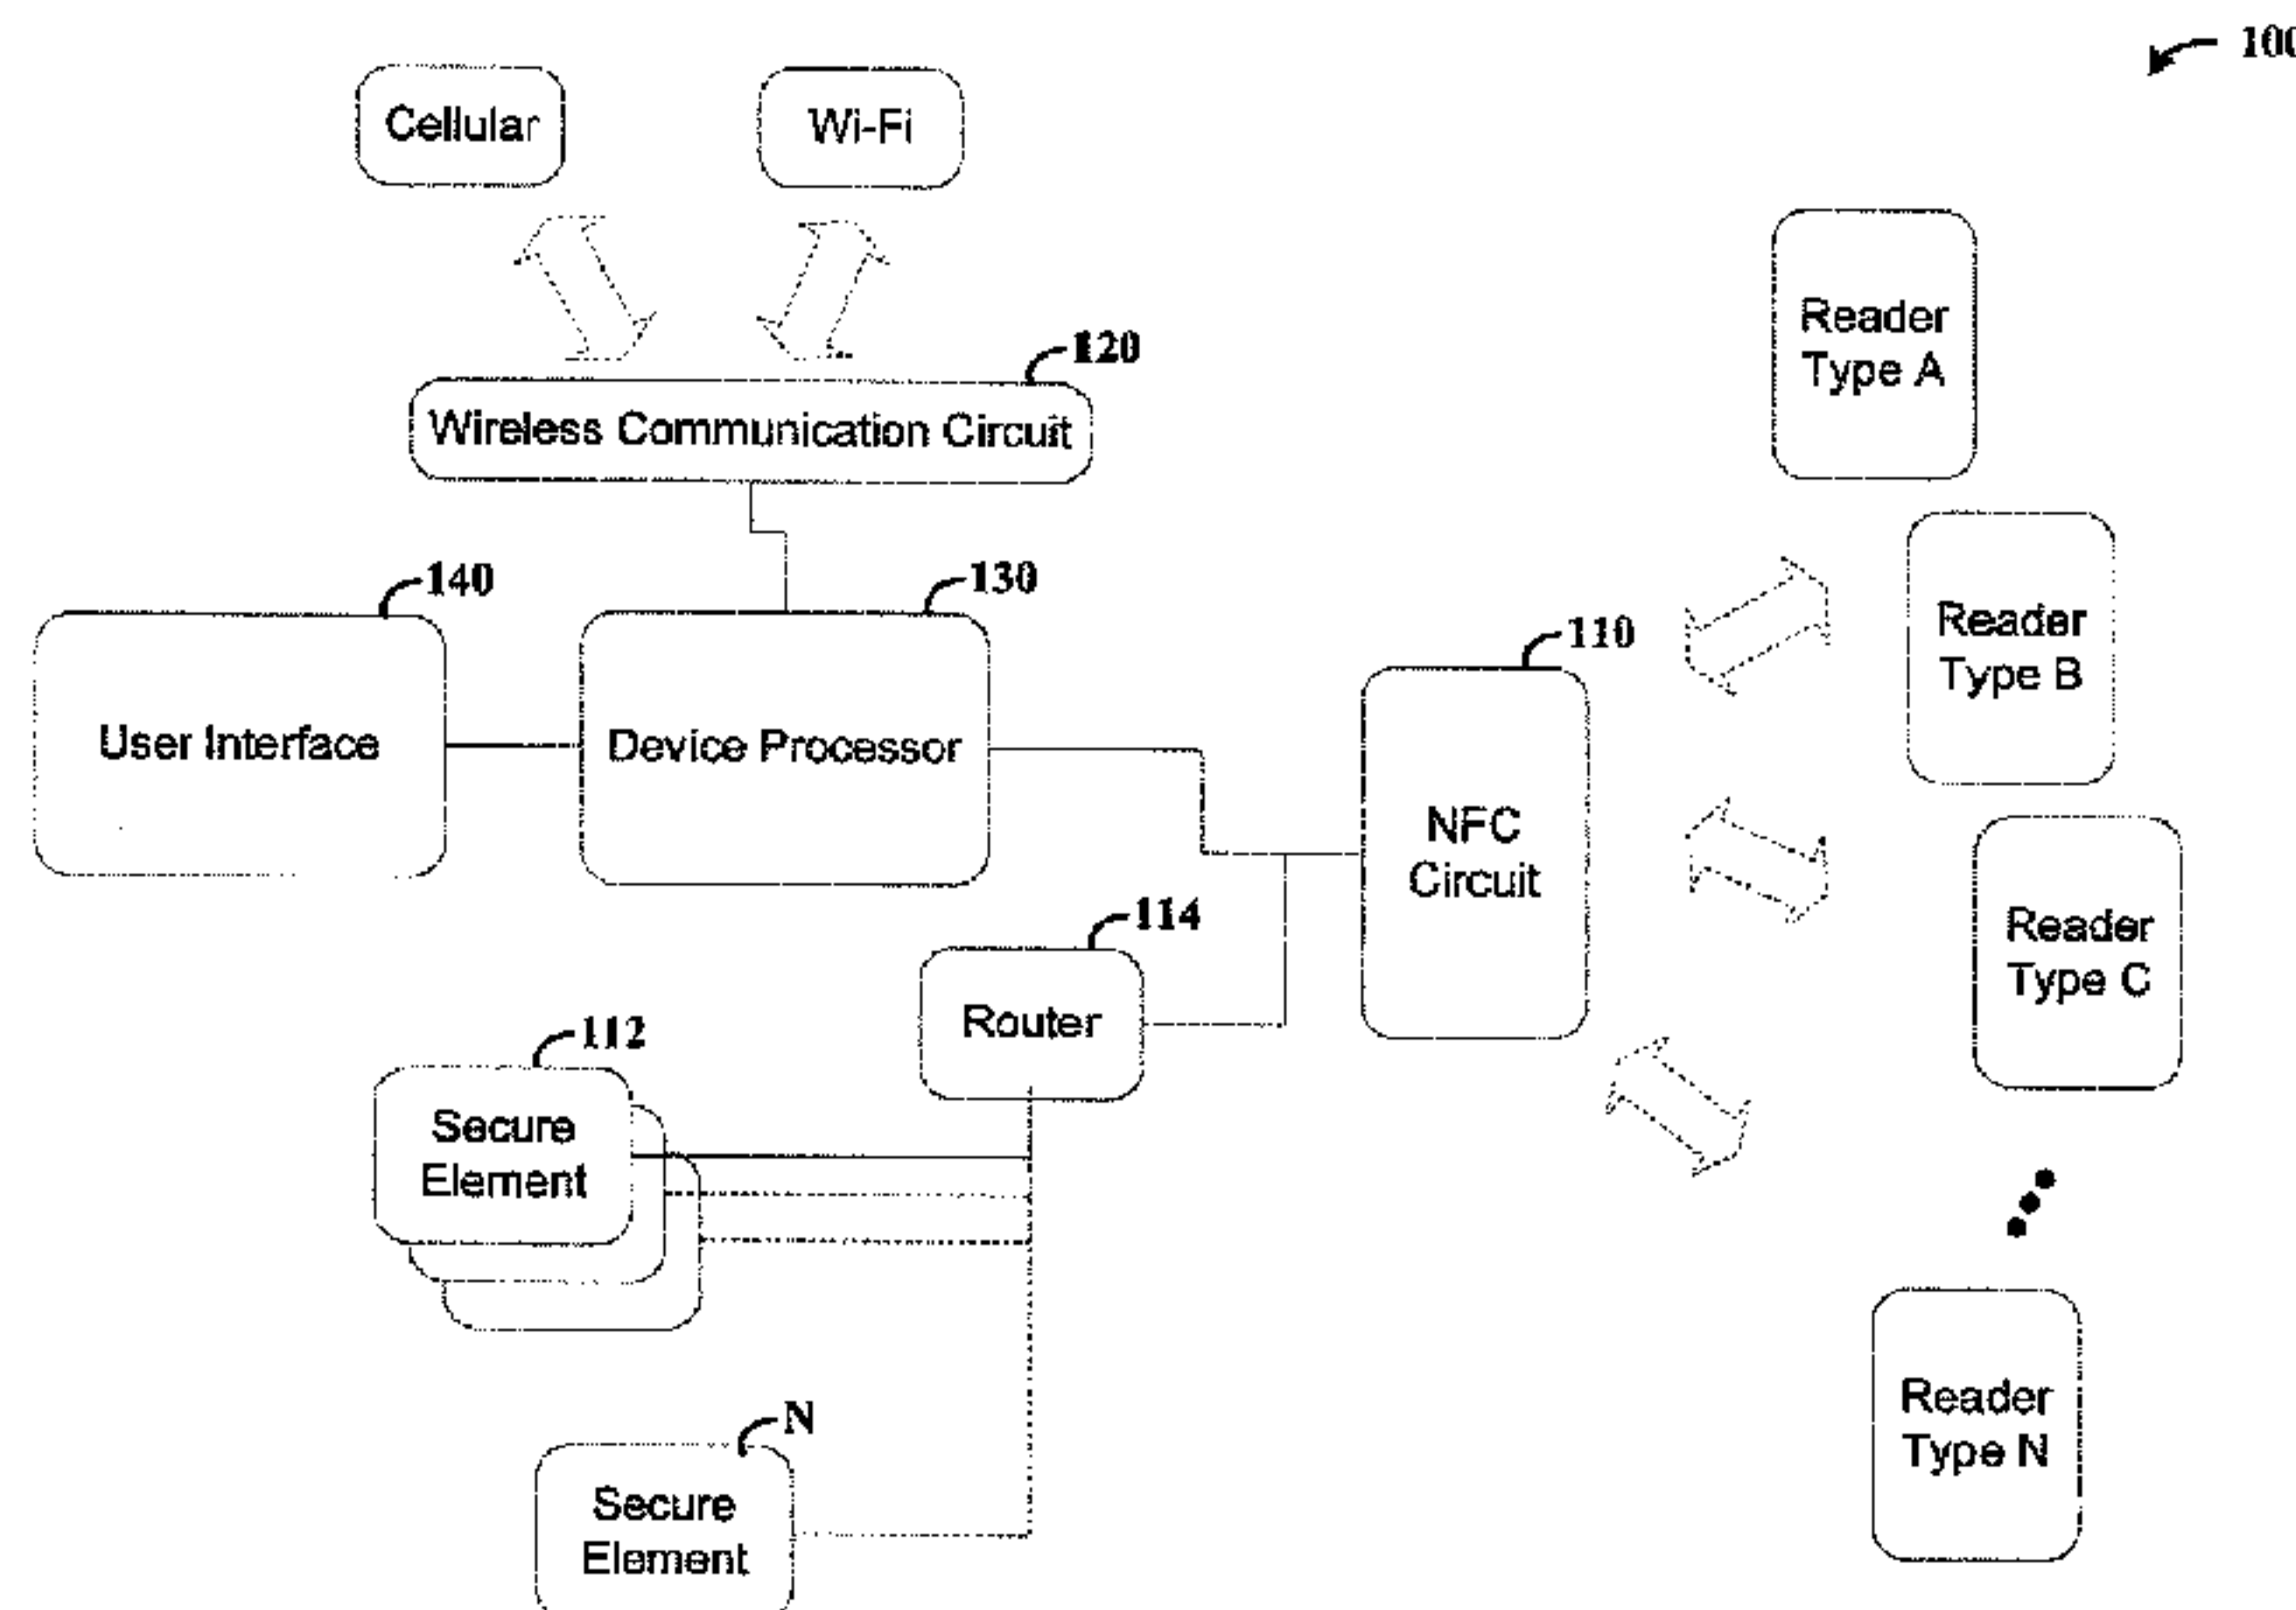 100
Cellular
Wi-Fi
120
Wireless Communication Circuit
Reader
Type A
140
130
110
User Interface
Device Processor
Reader
Type B
NFC
Circuit
114
Router
Reader
Type C
112
Secure
Element
N
Secure
Element
Reader
Type N